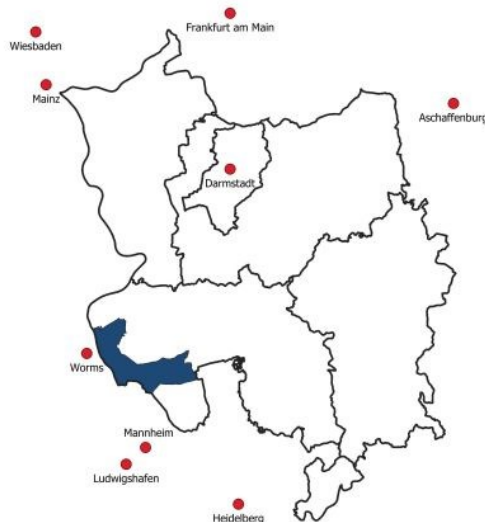 Frankfurt am Main
Wiesbaden
Mainz
Aschaffenburg
Darmstadt
Worms
Mannheim
Ludwigshafen
Heidelberg